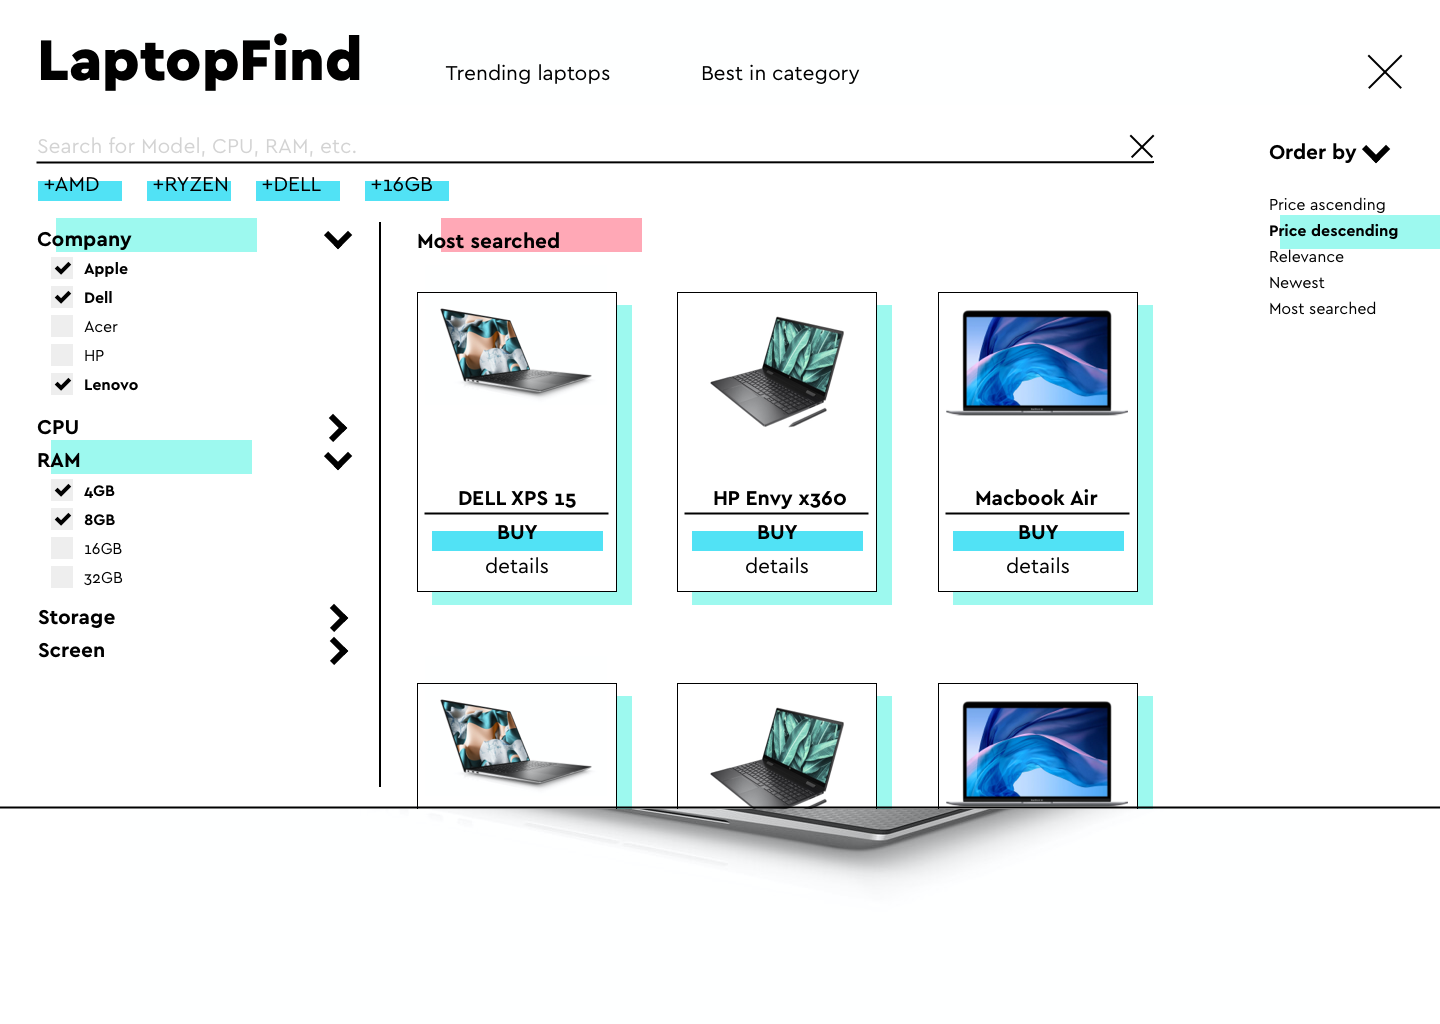 LaptopFind
Trending laptops
Best in category
Search for Model, CPU, RAM, etc.
+AMD
+RYZEN
+DELL
+16GB
Company
Apple
Dell
Acer
HP
Lenovo
CPU
RAM
4GB
8GB
16GB
32GB
Storage
Screen
Most searched
DELL XPS 15
BUY
details
HP Envy x360
BUY
details
Macbook Air
BUY
details
Order by
Price ascending
Price descending
Relevance
Newest
Most searched